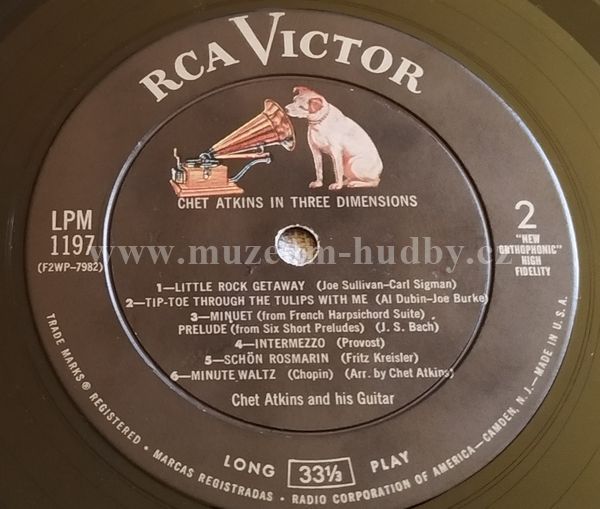 RCA VICTOR
CHET ATKINS IN THREE DIMENSIONS
LPM
1197
(F2WP-7982)
2
"NEW
ORTHOPHONIC"
HIGH
FIDELITY
www.muzeum-hudby.cz
1—LITTLE ROCK GETAWAY (Joe Sullivan-Carl Sigman)
2—TIP-TOE THROUGH THE TULIPS WITH ME (Al Dubin-Joe Burke)
3—MINUET (from French Harpsichord Suite)
PRELUDE (from Six Short Preludes) (J. S. Bach)
4—INTERMEZZO (Provost)
5—SCHÖN ROSMARIN (Fritz Kreisler)
6—MINUTE WALTZ (Chopin) (Arr. by Chet Atkins)
Chet Atkins and his Guitar
LONG 33⅓ PLAY
TRADE MARKS ® REGISTERED • MARCAS REGISTRADAS • RADIO CORPORATION OF AMERICA—CAMDEN, N. J.—MADE IN U.S.A.